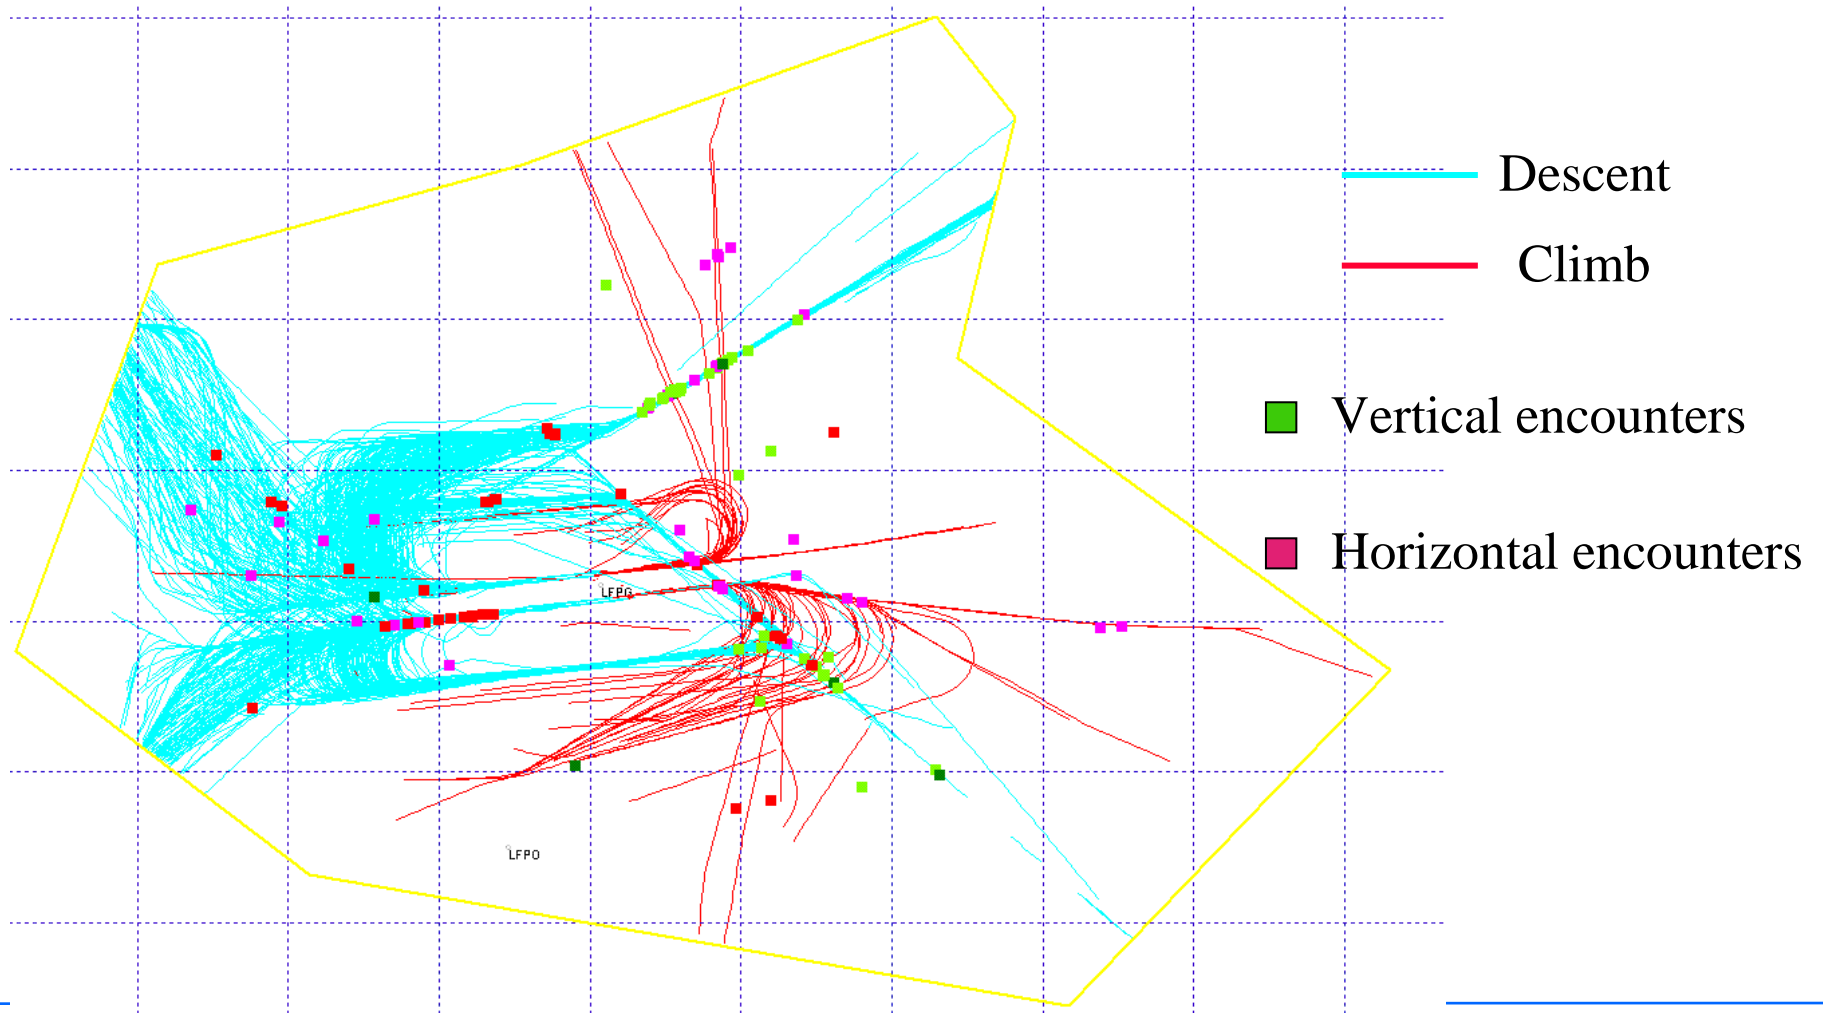 Descent
Climb
Vertical encounters
Horizontal encounters
LFPG
LFPO